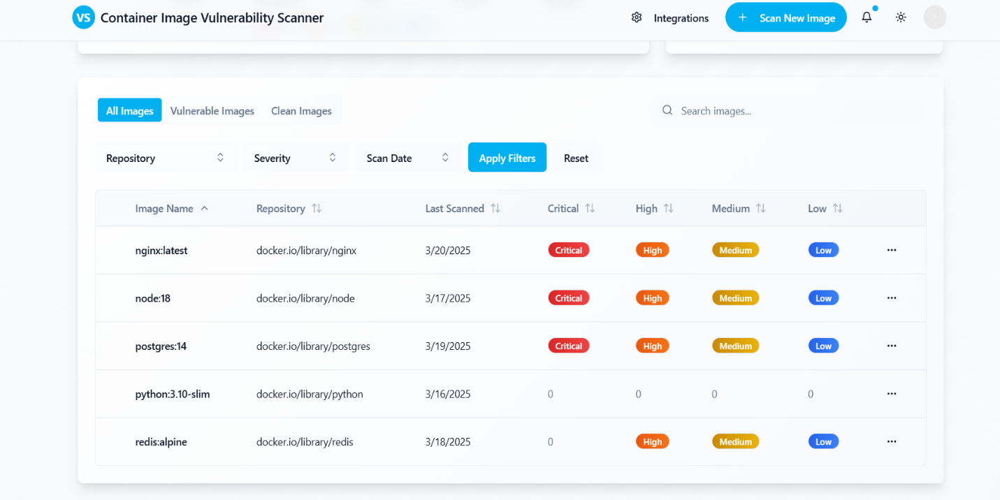 VS Container Image Vulnerability Scanner Integrations + Scan New Image
All Images Vulnerable Images Clean Images Search images...
Repository Severity Scan Date Apply Filters Reset
Image Name Repository Last Scanned Critical High Medium Low
nginx:latest docker.io/library/nginx 3/20/2025 Critical High Medium Low ...
node:18 docker.io/library/node 3/17/2025 Critical High Medium Low ...
postgres:14 docker.io/library/postgres 3/19/2025 Critical High Medium Low ...
python:3.10-slim docker.io/library/python 3/16/2025 0 0 0 0 ...
redis:alpine docker.io/library/redis 3/18/2025 0 High Medium Low ...